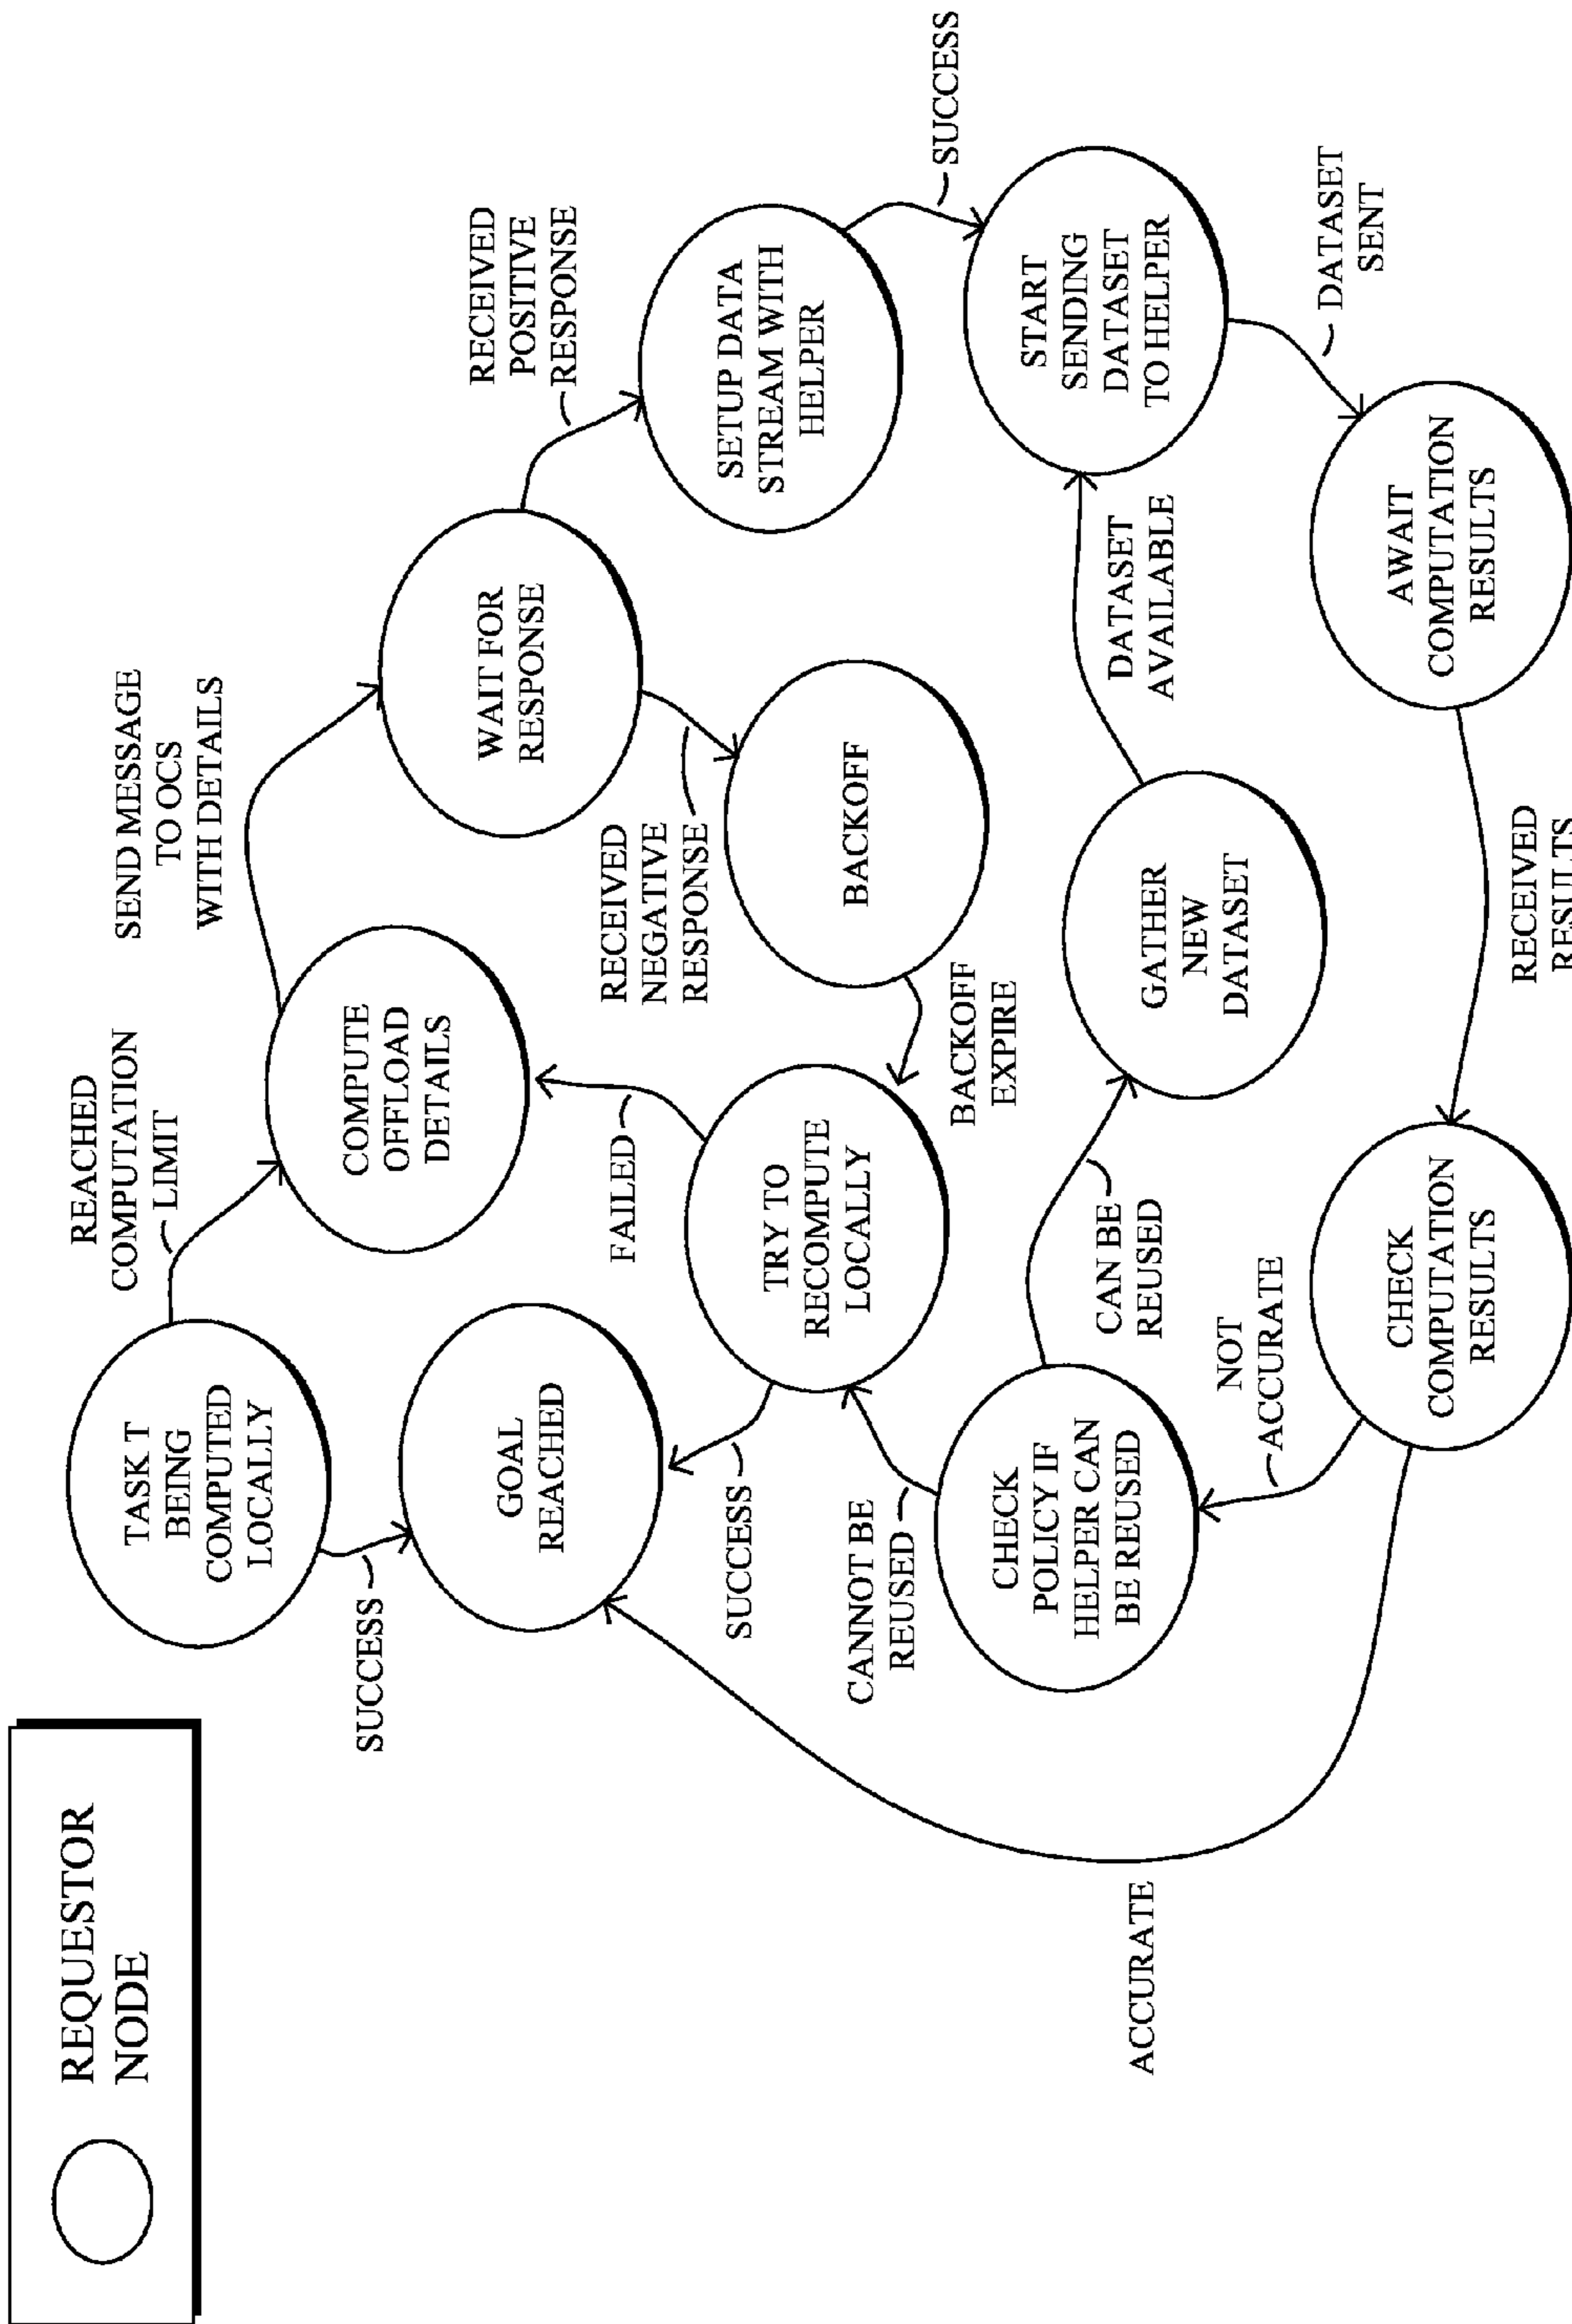 REQUESTOR
NODE
TASK T
BEING
COMPUTED
LOCALLY
REACHED
COMPUTATION
LIMIT
SUCCESS
GOAL
REACHED
COMPUTE
OFFLOAD
DETAILS
SEND MESSAGE
TO OCS
WITH DETAILS
WAIT FOR
RESPONSE
RECEIVED
POSITIVE
RESPONSE
RECEIVED
NEGATIVE
RESPONSE
SETUP DATA
STREAM WITH
HELPER
SUCCESS
BACKOFF
BACKOFF
EXPIRE
FAILED
TRY TO
RECOMPUTE
LOCALLY
SUCCESS
CANNOT BE
REUSED
CHECK
POLICY IF
HELPER CAN
BE REUSED
CAN BE
REUSED
GATHER
NEW
DATASET
DATASET
AVAILABLE
START
SENDING
DATASET
TO HELPER
DATASET
SENT
AWAIT
COMPUTATION
RESULTS
RECEIVED
RESULTS
CHECK
COMPUTATION
RESULTS
NOT
ACCURATE
ACCURATE